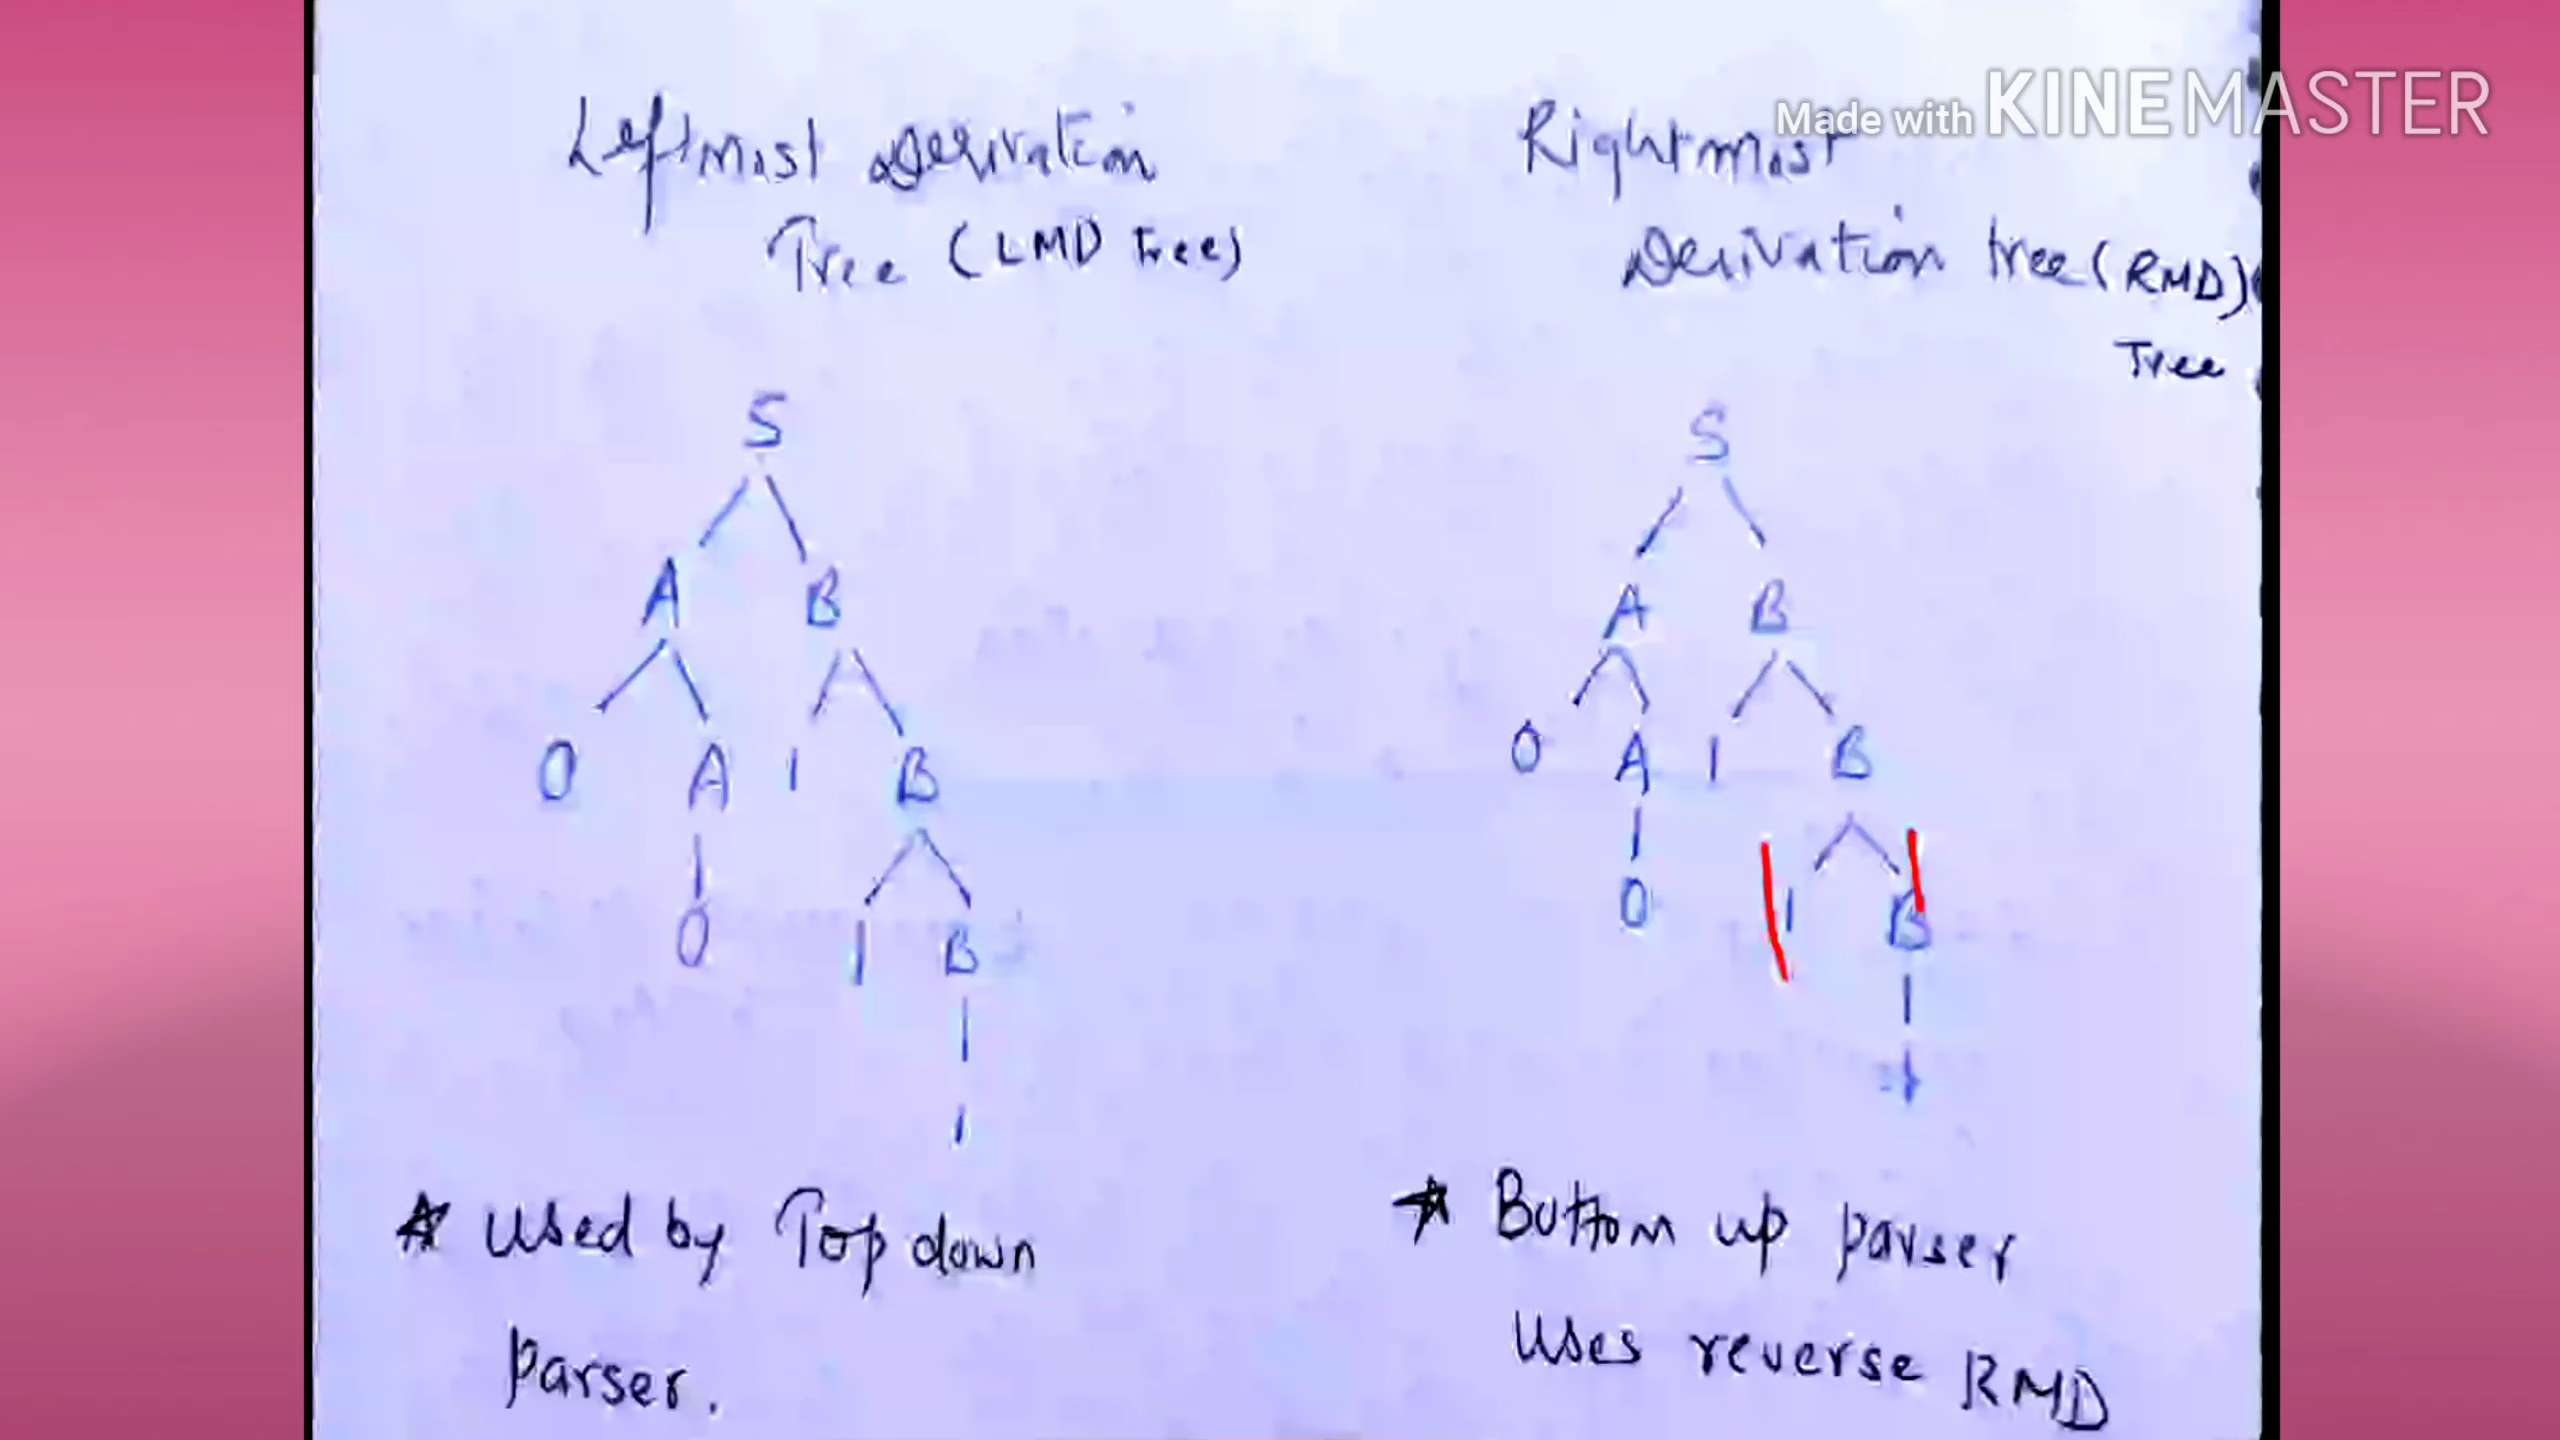 Made with KINEMASTER
Leftmost Derivation
Tree (LMD Tree)
Rightmost
Derivation tree (RMD)
Tree
S
A B
0 A 1 B
0 1 B
1
S
A B
0 A 1 B
0 1 B
1
* Used by Top down
Parser.
* Bottom up parser
Uses reverse RMD